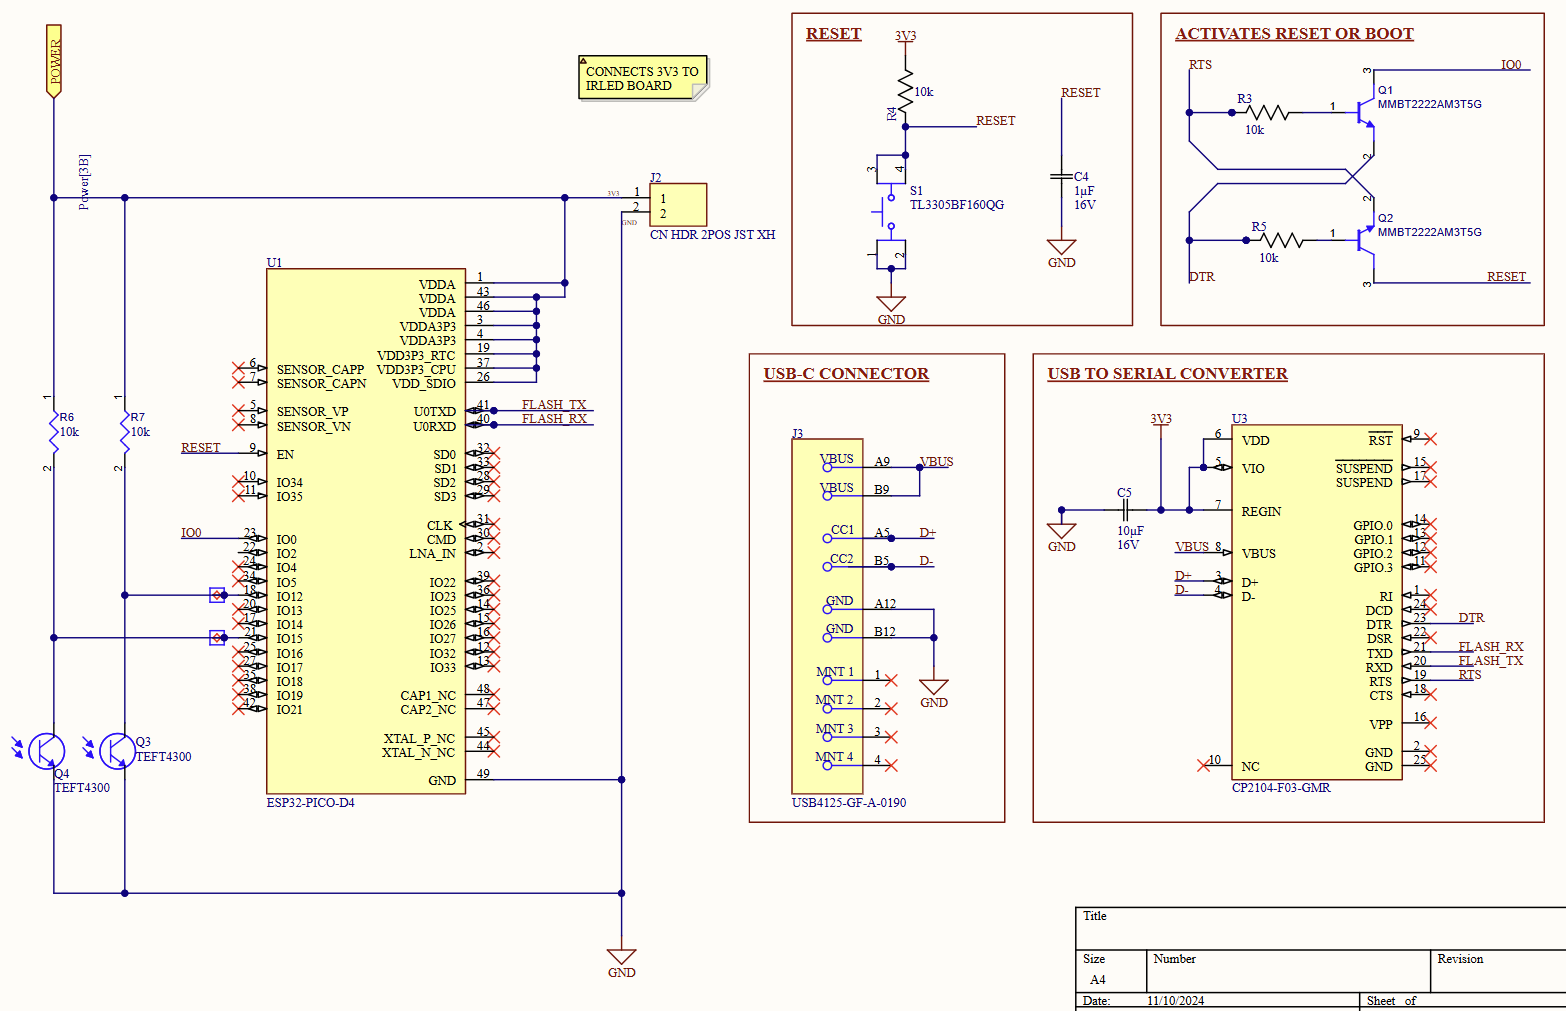 POWER
Power[3B]
CONNECTS 3V3 TO
IRLED BOARD
J2
3V3 1 1
2 2
GND
CN HDR 2POS JST XH
R6
10k
1
2
R7
10k
1
2
Q3
TEFT4300
Q4
TEFT4300
U1
VDDA 1
VDDA 43
VDDA 46
VDDA3P3 3
VDDA3P3 4
VDD3P3_RTC 19
VDD3P3_CPU 37
VDD_SDIO 26
6 SENSOR_CAPP
7 SENSOR_CAPN
5 SENSOR_VP
8 SENSOR_VN
U0TXD 41 FLASH_TX
U0RXD 40 FLASH_RX
RESET 9 EN
10 IO34
11 IO35
SD0 32
SD1 33
SD2 28
SD3 29
CLK 31
CMD 30
LNA_IN 2
IO0 23 IO0
22 IO2
24 IO4
34 IO5
18 IO12
20 IO13
17 IO14
21 IO15
25 IO16
27 IO17
35 IO18
38 IO19
42 IO21
IO22 39
IO23 36
IO25 14
IO26 15
IO27 16
IO32 12
IO33 13
CAP1_NC 48
CAP2_NC 47
XTAL_P_NC 45
XTAL_N_NC 44
GND 49
ESP32-PICO-D4
GND
RESET
3V3
R4
10k
RESET
3 4
S1
TL3305BF160QG
1 2
GND
RESET
C4
1µF
16V
GND
ACTIVATES RESET OR BOOT
RTS
R3
10k
1
3
2
Q1
MMBT2222AM3T5G
IO0
R5
10k
1
2
3
Q2
MMBT2222AM3T5G
DTR
RESET
USB-C CONNECTOR
J3
VBUS A9 VBUS
VBUS B9
CC1 A5 D+
CC2 B5 D-
GND A12
GND B12
MNT 1 1
MNT 2 2
MNT 3 3
MNT 4 4
GND
USB4125-GF-A-0190
USB TO SERIAL CONVERTER
3V3
C5
10µF
16V
GND
U3
6 VDD
5 VIO
7 REGIN
VBUS 8 VBUS
D+ 3 D+
D- 4 D-
10 NC
RST 9
SUSPEND 15
SUSPEND 17
GPIO.0 14
GPIO.1 13
GPIO.2 12
GPIO.3 11
RI 1
DCD 24
DTR 23 DTR
DSR 22
TXD 21 FLASH_RX
RXD 20 FLASH_TX
RTS 19 RTS
CTS 18
VPP 16
GND 2
GND 25
CP2104-F03-GMR
Title
Size Number Revision
A4
Date: 11/10/2024 Sheet of